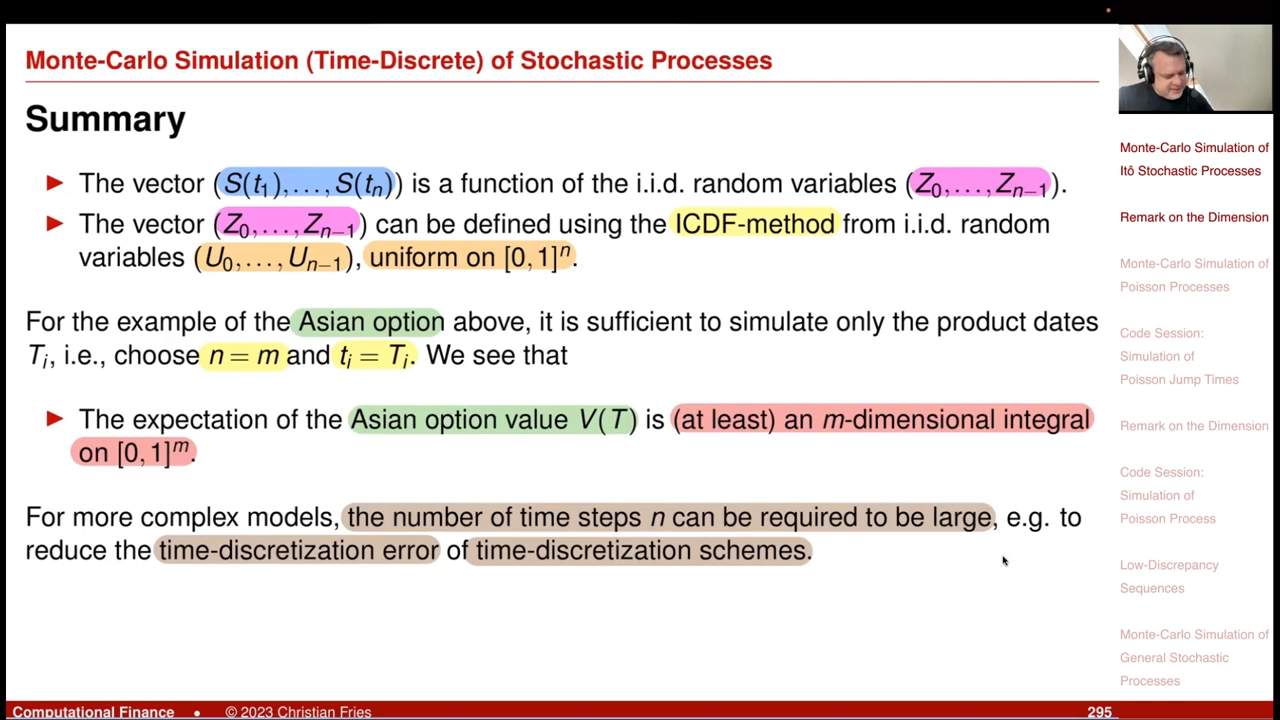 Monte-Carlo Simulation (Time-Discrete) of Stochastic Processes
Summary
► The vector (S(t₁),…,S(tₙ)) is a function of the i.i.d. random variables (Z₀,…,Zₙ₋₁).
► The vector (Z₀,…,Zₙ₋₁) can be defined using the ICDF-method from i.i.d. random
variables (U₀,…,Uₙ₋₁), uniform on [0,1]ⁿ.
For the example of the Asian option above, it is sufficient to simulate only the product dates
Tᵢ, i.e., choose n = m and tᵢ = Tᵢ. We see that
► The expectation of the Asian option value V(T) is (at least) an m-dimensional integral
on [0,1]ᵐ.
For more complex models, the number of time steps n can be required to be large, e.g. to
reduce the time-discretization error of time-discretization schemes.
Monte-Carlo Simulation of
Itô Stochastic Processes
Remark on the Dimension
Monte-Carlo Simulation of
Poisson Processes
Code Session:
Simulation of
Poisson Jump Times
Remark on the Dimension
Code Session:
Simulation of
Poisson Process
Low-Discrepancy
Sequences
Monte-Carlo Simulation of
General Stochastic
Processes
Computational Finance • © 2023 Christian Fries 295